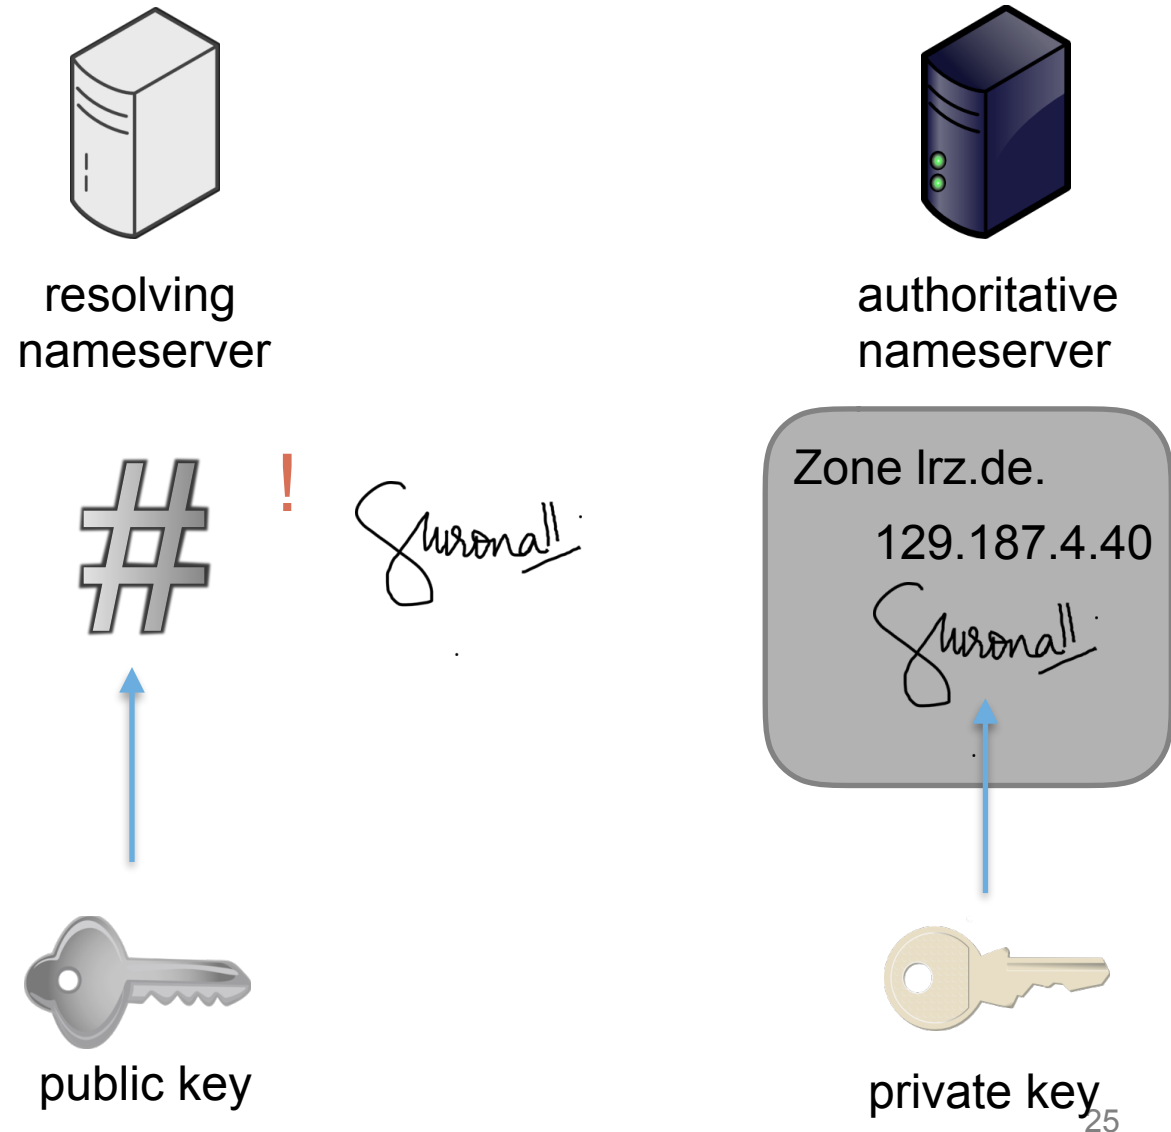 resolving
nameserver
authoritative
nameserver
#
!
Zone lrz.de.
129.187.4.40
public key
private key
25